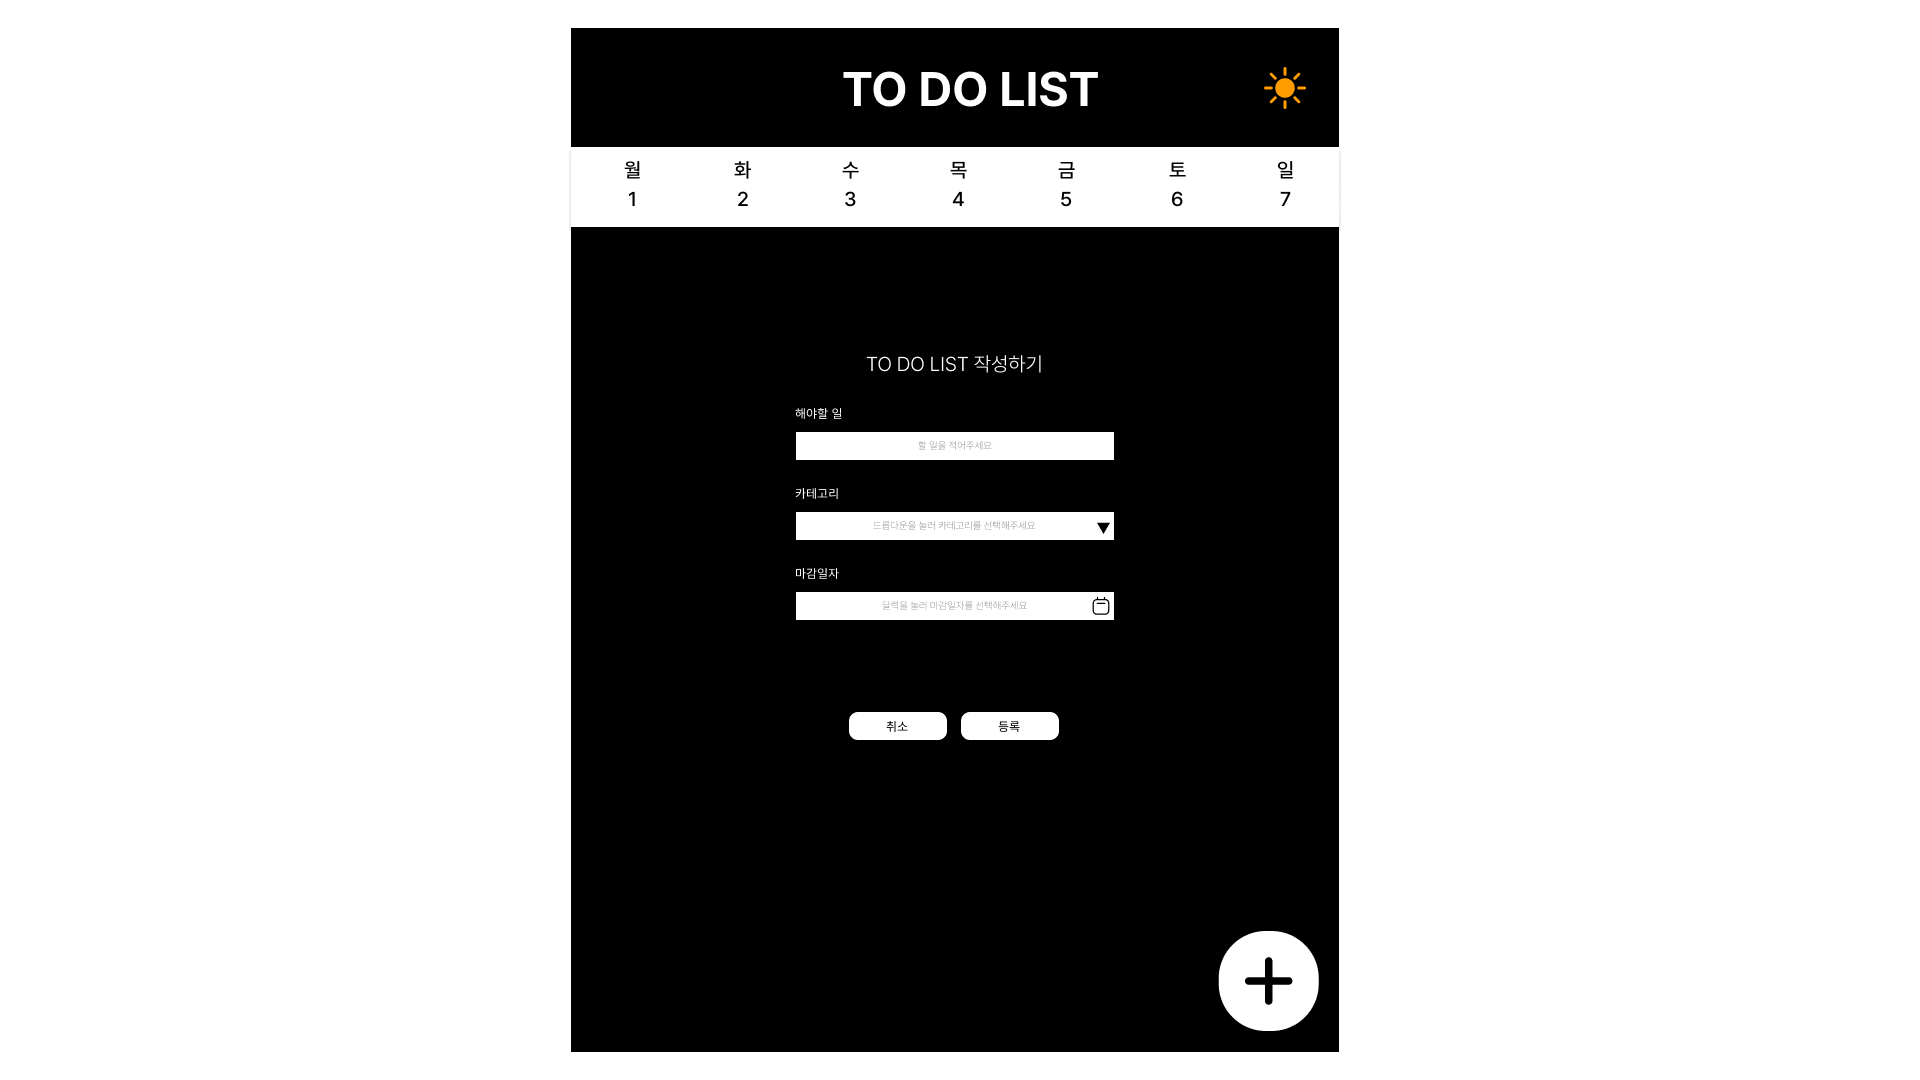 TO DO LIST
월 화 수 목 금 토 일
1 2 3 4 5 6 7
TO DO LIST 작성하기
해야할 일
할 일을 적어주세요
카테고리
드롭다운을 눌러 카테고리를 선택해주세요
마감일자
달력을 눌러 마감일자를 선택해주세요
취소 등록